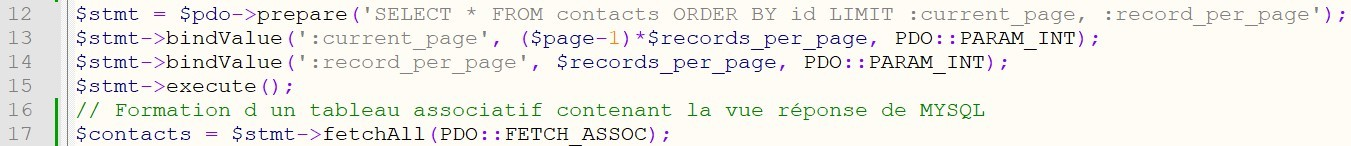 12 $stmt = $pdo->prepare('SELECT * FROM contacts ORDER BY id LIMIT :current_page, :record_per_page');
13 $stmt->bindValue(':current_page', ($page-1)*$records_per_page, PDO::PARAM_INT);
14 $stmt->bindValue(':record_per_page', $records_per_page, PDO::PARAM_INT);
15 $stmt->execute();
16 // Formation d un tableau associatif contenant la vue réponse de MYSQL
17 $contacts = $stmt->fetchAll(PDO::FETCH_ASSOC);